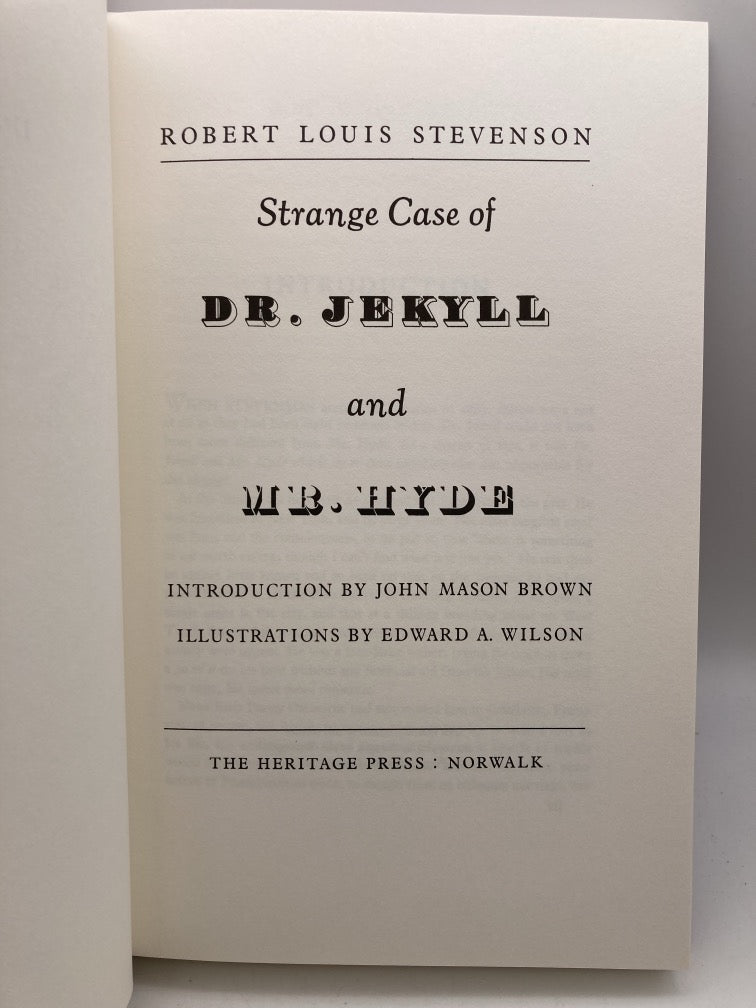 ROBERT LOUIS STEVENSON
Strange Case of
DR. JEKYLL
and
MR. HYDE
INTRODUCTION BY JOHN MASON BROWN
ILLUSTRATIONS BY EDWARD A. WILSON
THE HERITAGE PRESS : NORWALK